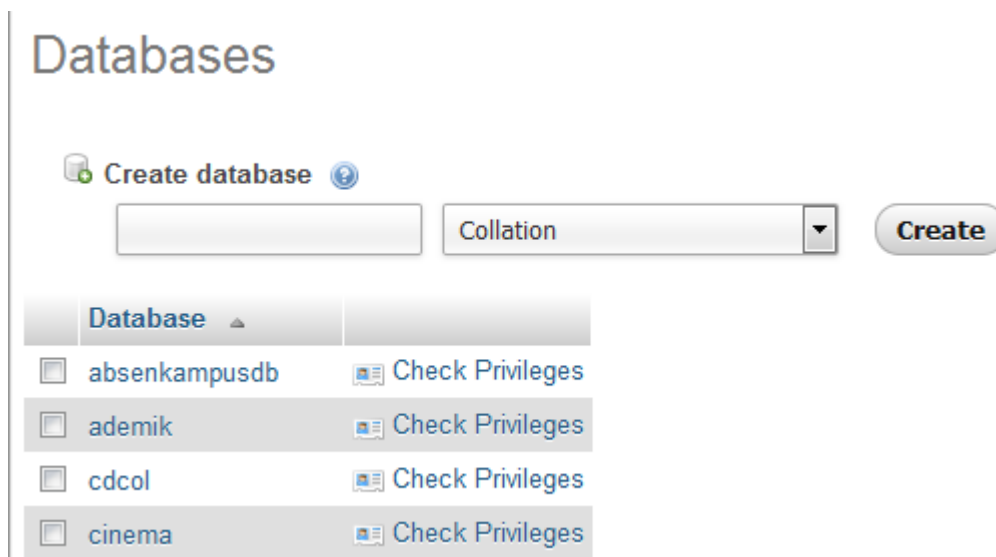 Databases
Create database
Collation Create
Database
absenkampusdb Check Privileges
ademik Check Privileges
cdcol Check Privileges
cinema Check Privileges